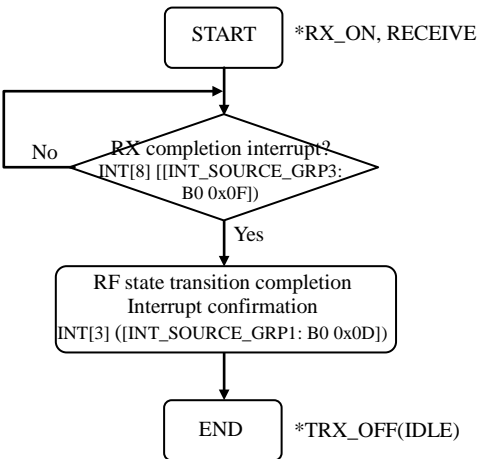 START
*RX_ON, RECEIVE
No
RX completion interrupt?
INT[8] [[INT_SOURCE_GRP3:
B0 0x0F])
Yes
RF state transition completion
Interrupt confirmation
INT[3] ([INT_SOURCE_GRP1: B0 0x0D])
END
*TRX_OFF(IDLE)